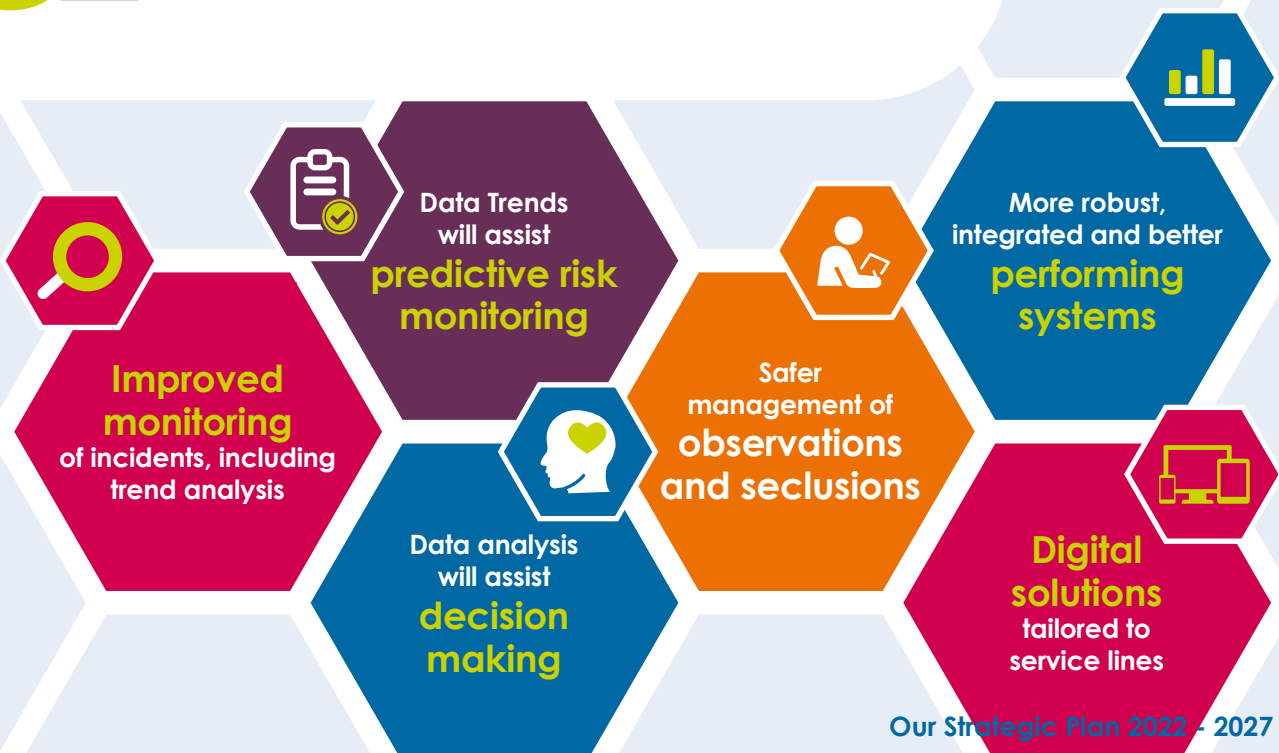 Improved
monitoring
of incidents, including
trend analysis
Data Trends
will assist
predictive risk
monitoring
Data analysis
will assist
decision
making
Safer
management of
observations
and seclusions
More robust,
integrated and better
performing
systems
Digital
solutions
tailored to
service lines
Our Strategic Plan 2022 - 2027